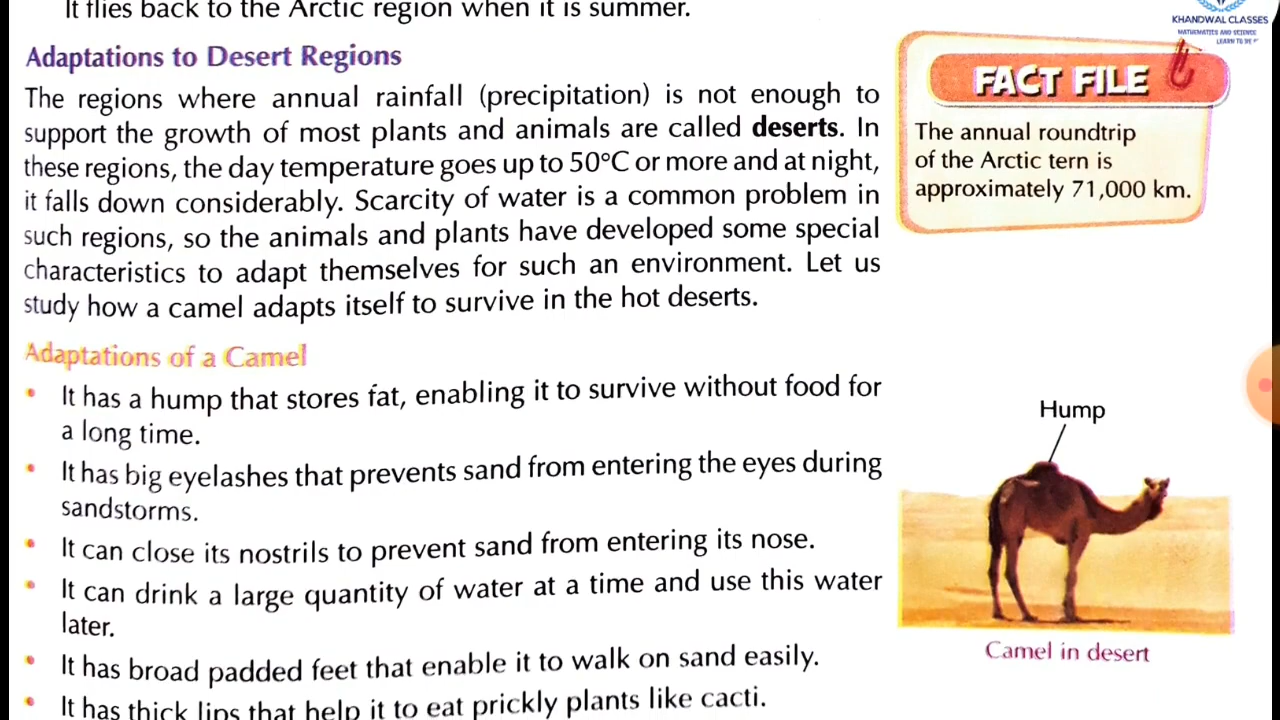 It flies back to the Arctic region when it is summer.
KHANDWAL CLASSES
MATHEMATICS AND SCIENCE
LEARN TO BE
Adaptations to Desert Regions
The regions where annual rainfall (precipitation) is not enough to
support the growth of most plants and animals are called deserts. In
these regions, the day temperature goes up to 50°C or more and at night,
it falls down considerably. Scarcity of water is a common problem in
such regions, so the animals and plants have developed some special
characteristics to adapt themselves for such an environment. Let us
study how a camel adapts itself to survive in the hot deserts.
FACT FILE
The annual roundtrip
of the Arctic tern is
approximately 71,000 km.
Adaptations of a Camel
• It has a hump that stores fat, enabling it to survive without food for
a long time.
• It has big eyelashes that prevents sand from entering the eyes during
sandstorms.
• It can close its nostrils to prevent sand from entering its nose.
• It can drink a large quantity of water at a time and use this water
later.
• It has broad padded feet that enable it to walk on sand easily.
• It has thick lips that help it to eat prickly plants like cacti.
Hump
Camel in desert